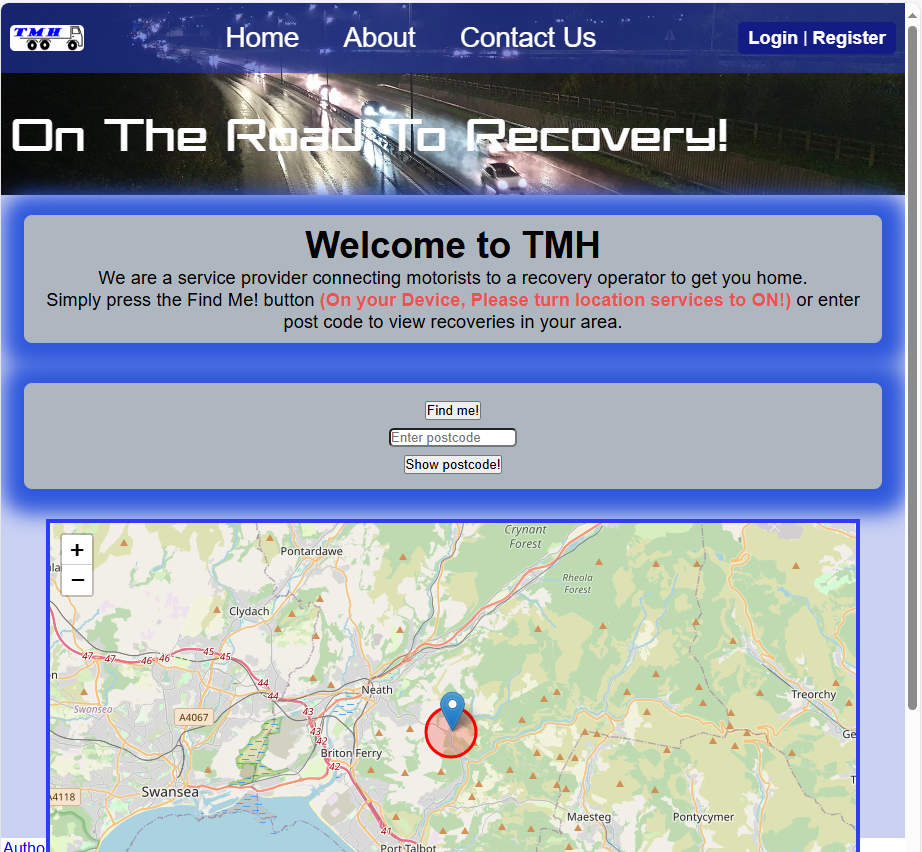 TMH
Home
About
Contact Us
Login | Register
On The Road To Recovery!
Welcome to TMH
We are a service provider connecting motorists to a recovery operator to get you home.
Simply press the Find Me! button (On your Device, Please turn location services to ON!) or enter
post code to view recoveries in your area.
Find me!
Enter postcode
Show postcode!
+
−
Crynant
Forest
Pontardawe
Rheola
Forest
Clydach
47
47
46
46
45
45
44
44
Neath
43
43
42
42
Swansea
A4067
Treorchy
Briton Ferry
A4118
Swansea
Maesteg
Pontycymer
41
Port Talbot
Autho